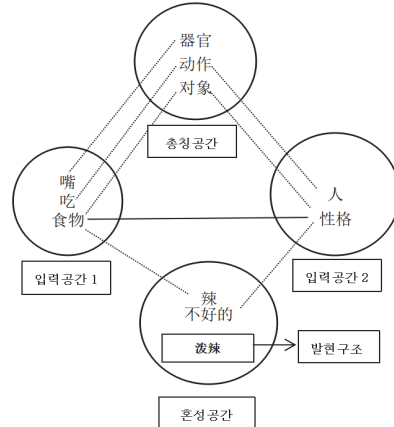 器官
动作
对象
총칭공간
嘴
吃
食物
입력공간 1
人
性格
입력공간 2
辣
不好的
泼辣
발현구조
혼성공간